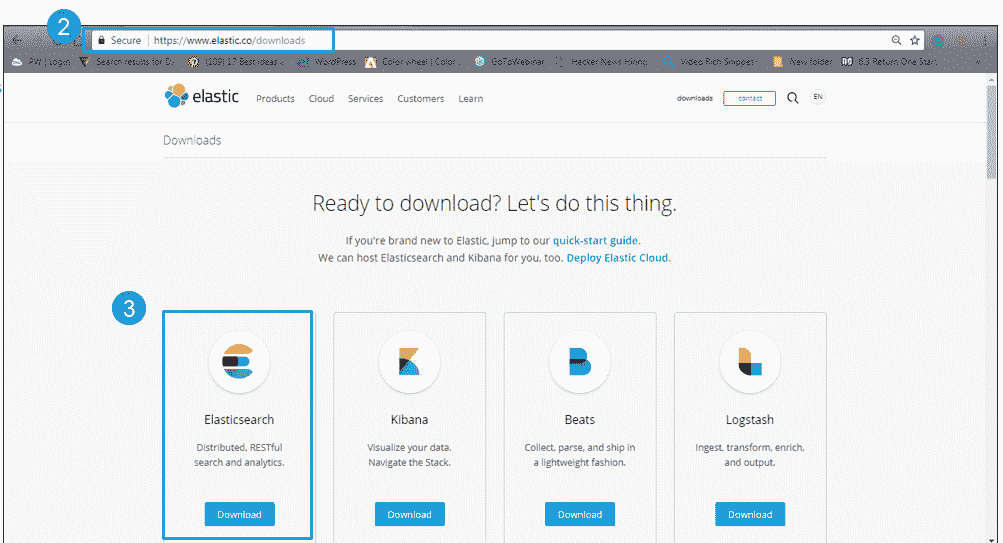 2
Secure https://www.elastic.co/downloads
PW | Login Search results for D (109) 17 Best ideas WordPress Color wheel | Color GoToWebinar Hacker News Hiring Video Rich Snippet New folder 6.3 Return One Start
elastic Products Cloud Services Customers Learn downloads contact EN
Downloads
Ready to download? Let's do this thing.
If you're brand new to Elastic, jump to our quick-start guide.
We can host Elasticsearch and Kibana for you, too. Deploy Elastic Cloud.
3
Elasticsearch Kibana Beats Logstash
Distributed, RESTful Visualize your data. Collect, parse, and ship in Ingest, transform, enrich,
search and analytics. Navigate the Stack. a lightweight fashion. and output.
Download Download Download Download